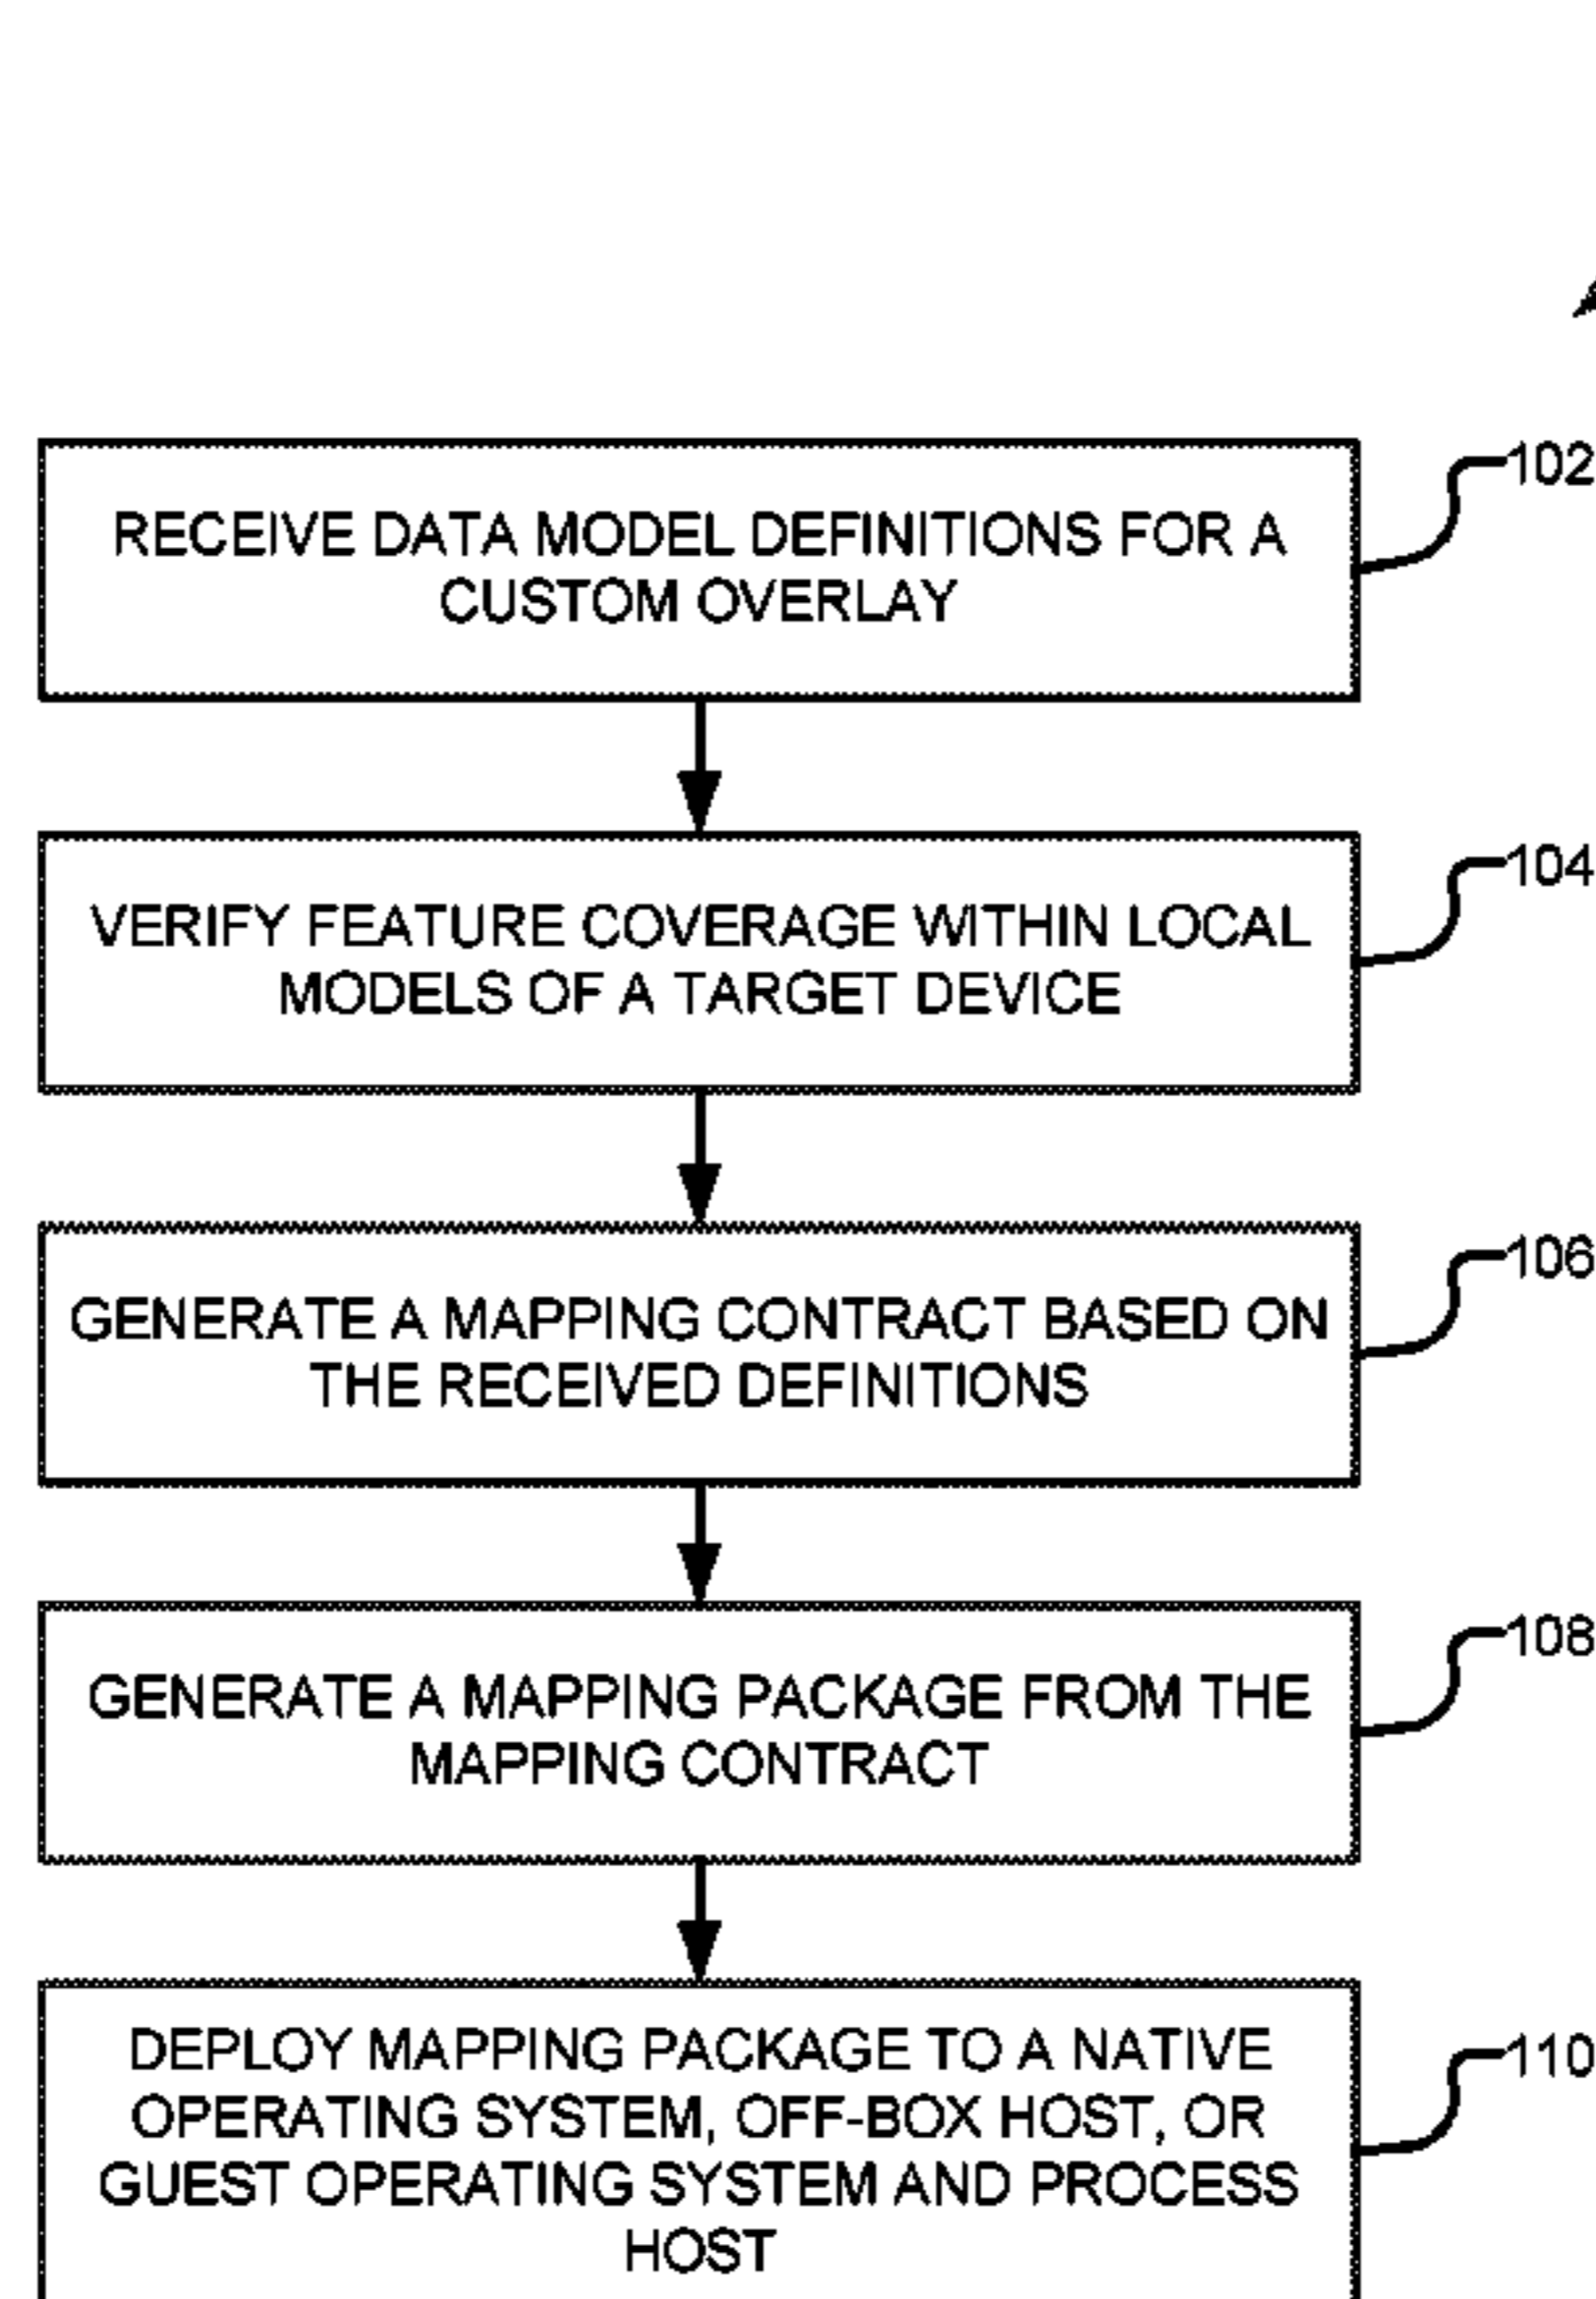 102
RECEIVE DATA MODEL DEFINITIONS FOR A
CUSTOM OVERLAY
104
VERIFY FEATURE COVERAGE WITHIN LOCAL
MODELS OF A TARGET DEVICE
106
GENERATE A MAPPING CONTRACT BASED ON
THE RECEIVED DEFINITIONS
108
GENERATE A MAPPING PACKAGE FROM THE
MAPPING CONTRACT
110
DEPLOY MAPPING PACKAGE TO A NATIVE
OPERATING SYSTEM, OFF-BOX HOST, OR
GUEST OPERATING SYSTEM AND PROCESS
HOST